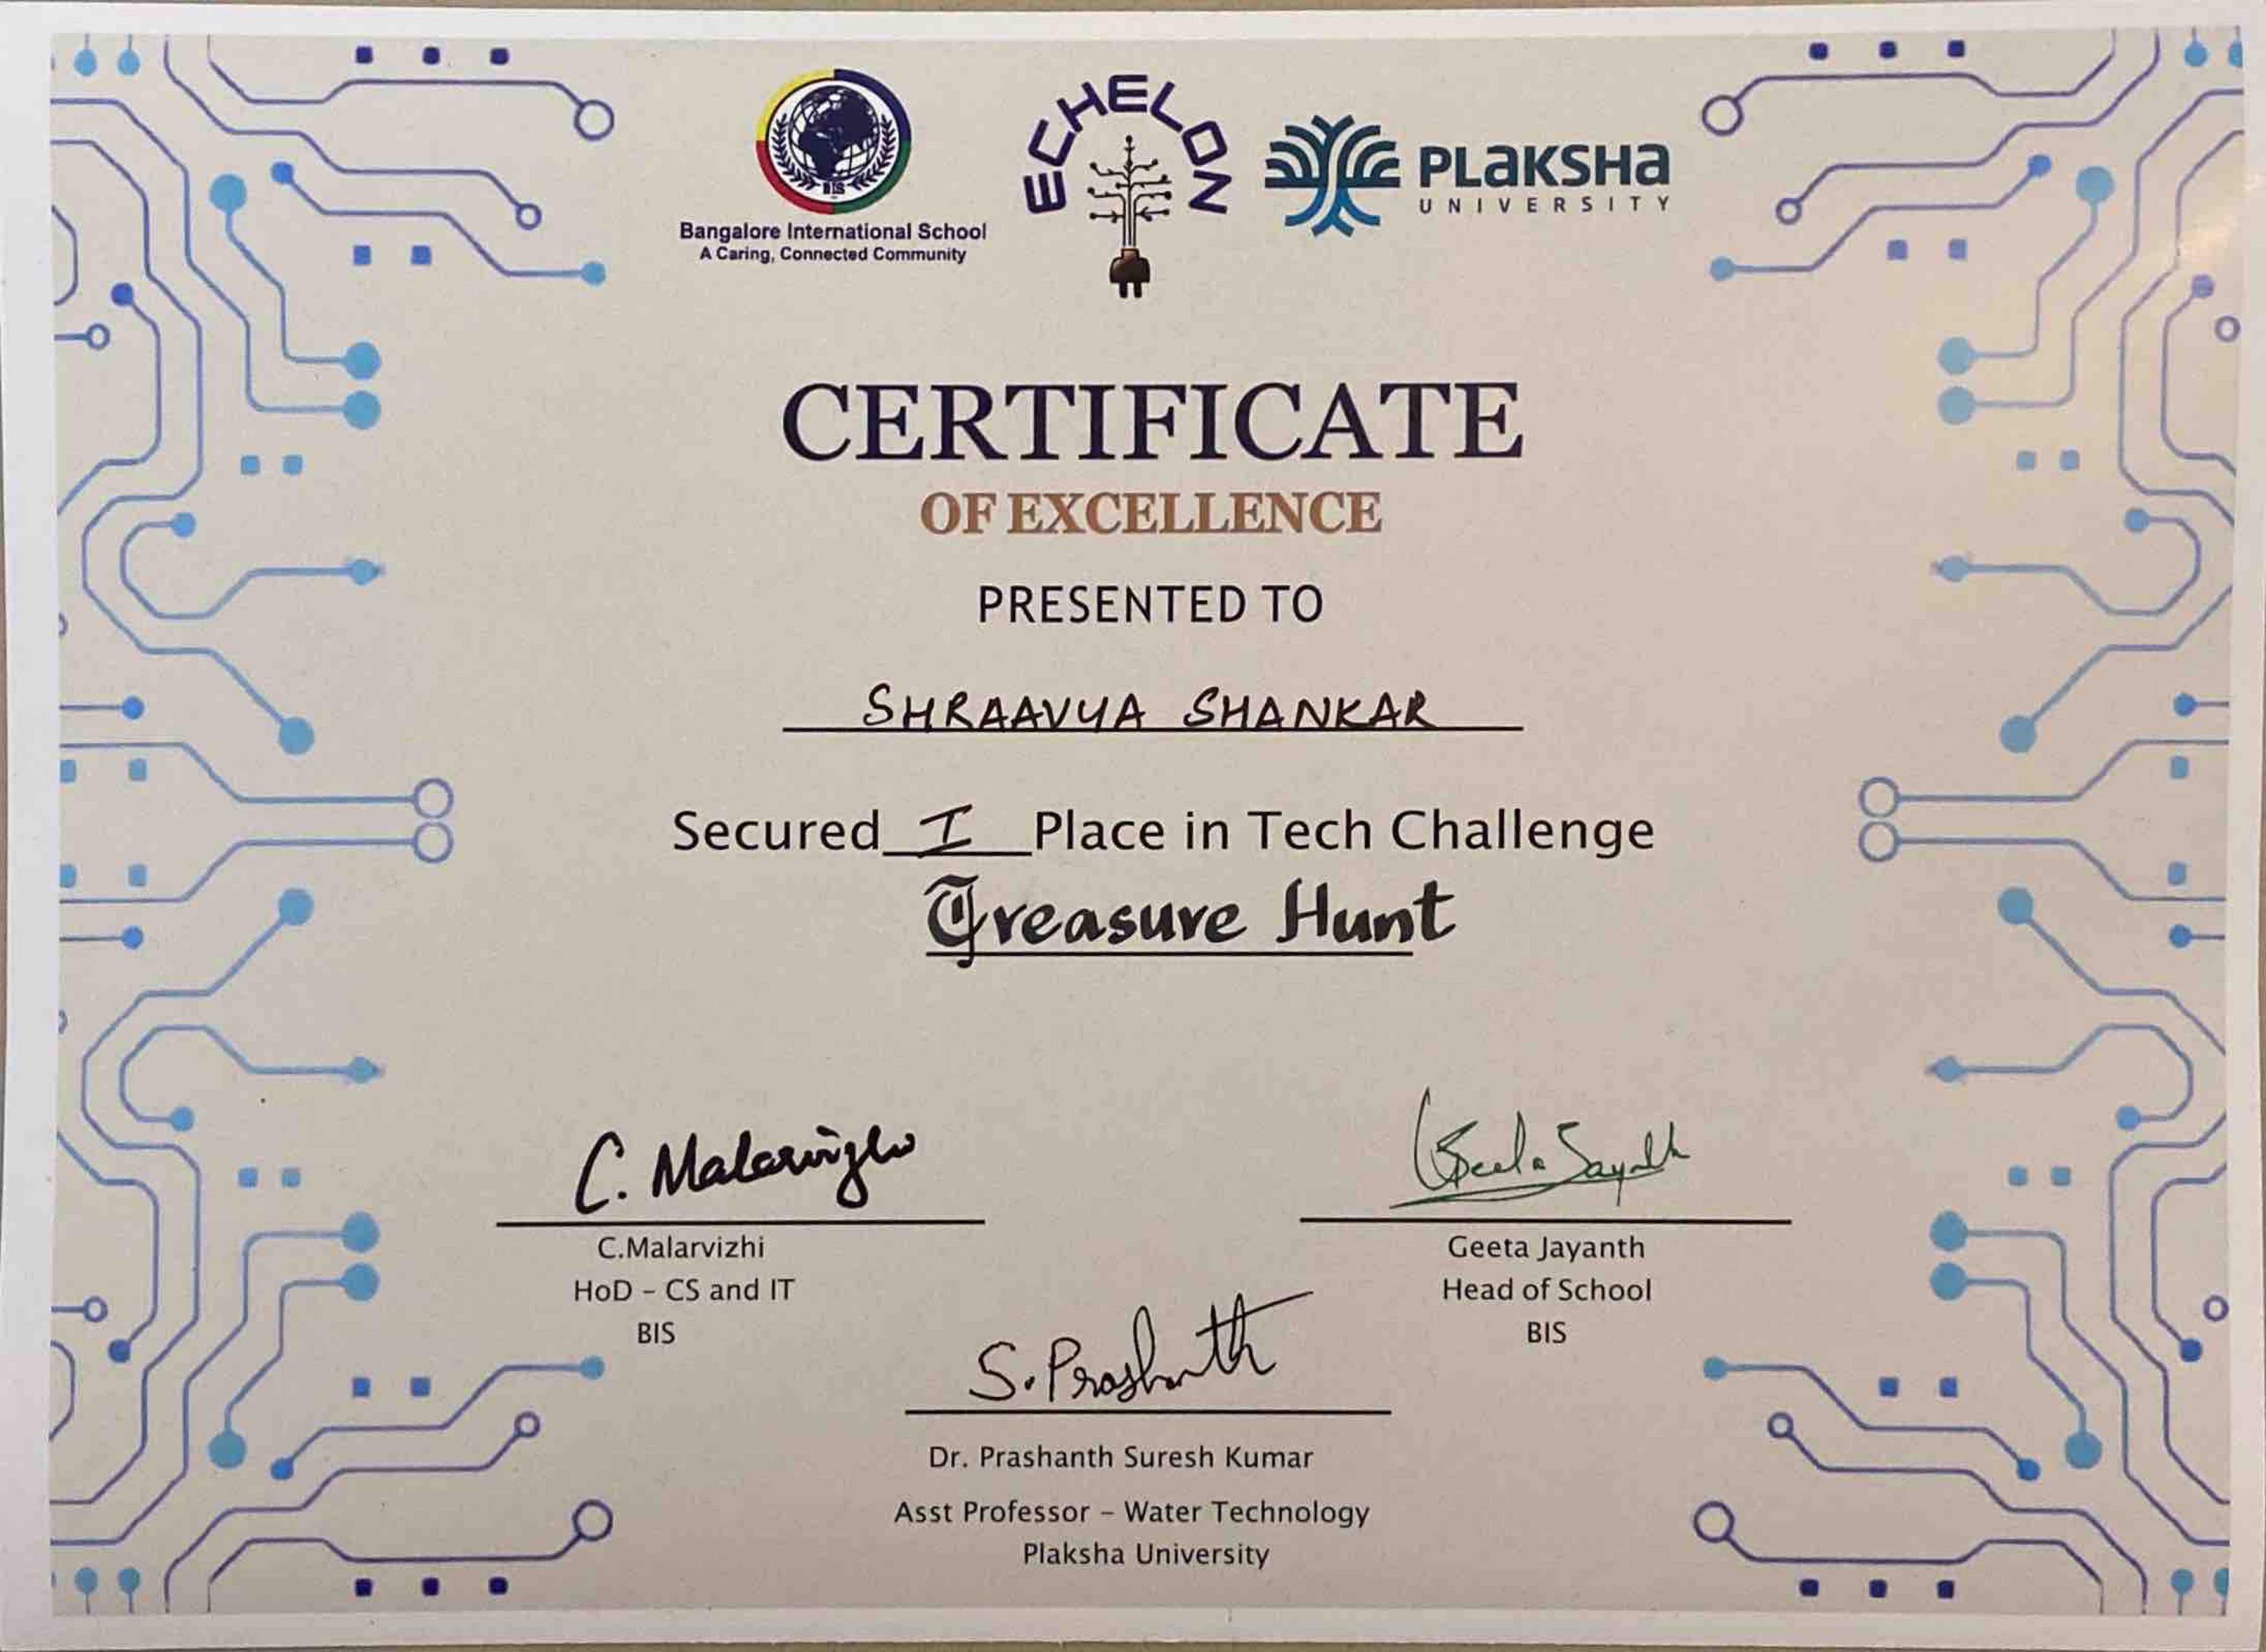 BIS
Bangalore International School
A Caring, Connected Community
ECHELON
PLaKSHa
UNIVERSITY
CERTIFICATE
OF EXCELLENCE
PRESENTED TO
SHRAAVYA SHANKAR
Secured I Place in Tech Challenge
Treasure Hunt
C. Malarvizhi
C.Malarvizhi
HoD - CS and IT
BIS
Geeta Jayanth
Geeta Jayanth
Head of School
BIS
S. Prashanth
Dr. Prashanth Suresh Kumar
Asst Professor - Water Technology
Plaksha University